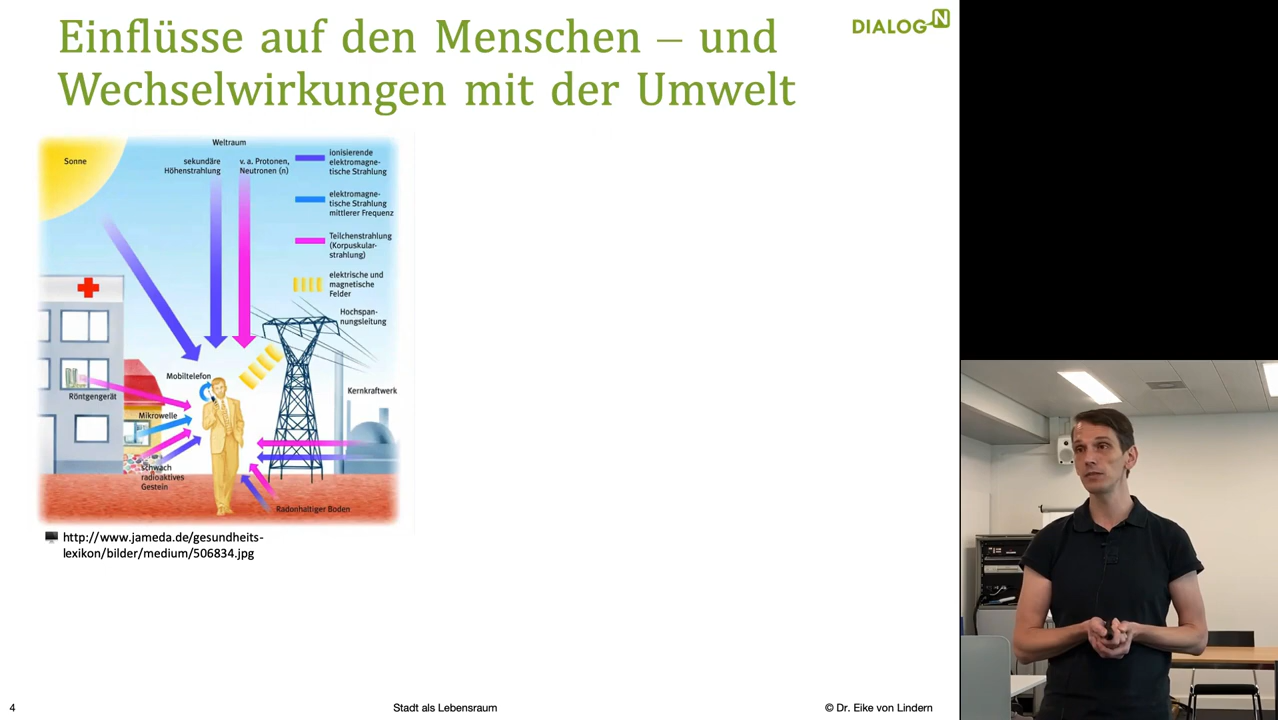 Einflüsse auf den Menschen – und
Wechselwirkungen mit der Umwelt
DIALOG N
Weltraum
Sonne
sekundäre
Höhenstrahlung
v. a. Protonen,
Neutronen (n)
ionisierende
elektromagne-
tische Strahlung
elektromagne-
tische Strahlung
mittlerer Frequenz
Teilchenstrahlung
(Korpuskular-
strahlung)
elektrische und
magnetische
Felder
Hochspan-
nungsleitung
Mobiltelefon
Kernkraftwerk
Röntgengerät
Mikrowelle
schwach
radioaktives
Gestein
Radonhaltiger Boden
http://www.jameda.de/gesundheits-
lexikon/bilder/medium/506834.jpg
4
Stadt als Lebensraum
© Dr. Eike von Lindern